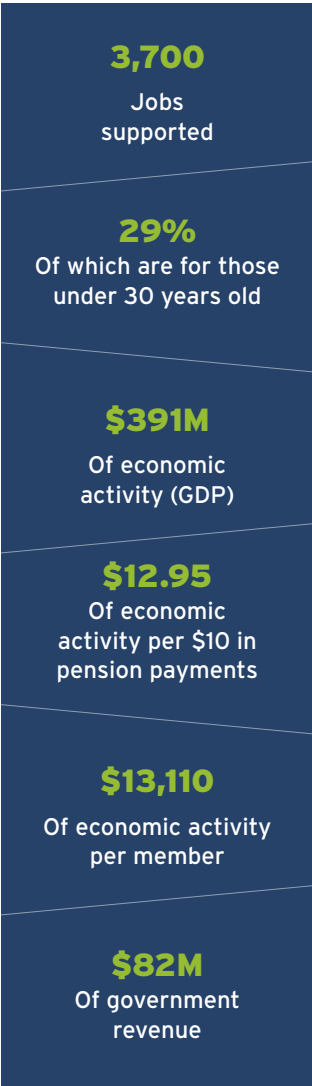 3,700
Jobs
supported
29%
Of which are for those
under 30 years old
$391M
Of economic
activity (GDP)
$12.95
Of economic
activity per $10 in
pension payments
$13,110
Of economic activity
per member
$82M
Of government
revenue